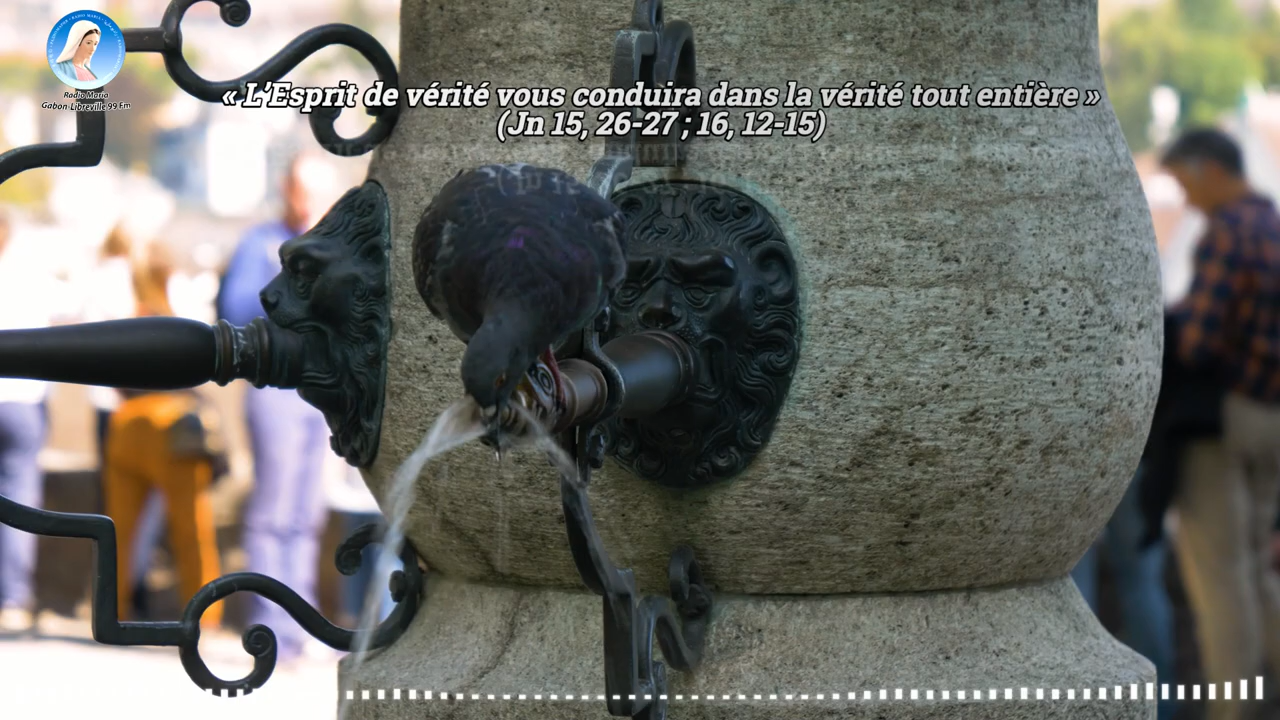 Radio Maria
Gabon-Libreville 99 Fm
« L'Esprit de vérité vous conduira dans la vérité tout entière »
(Jn 15, 26-27 ; 16, 12-15)